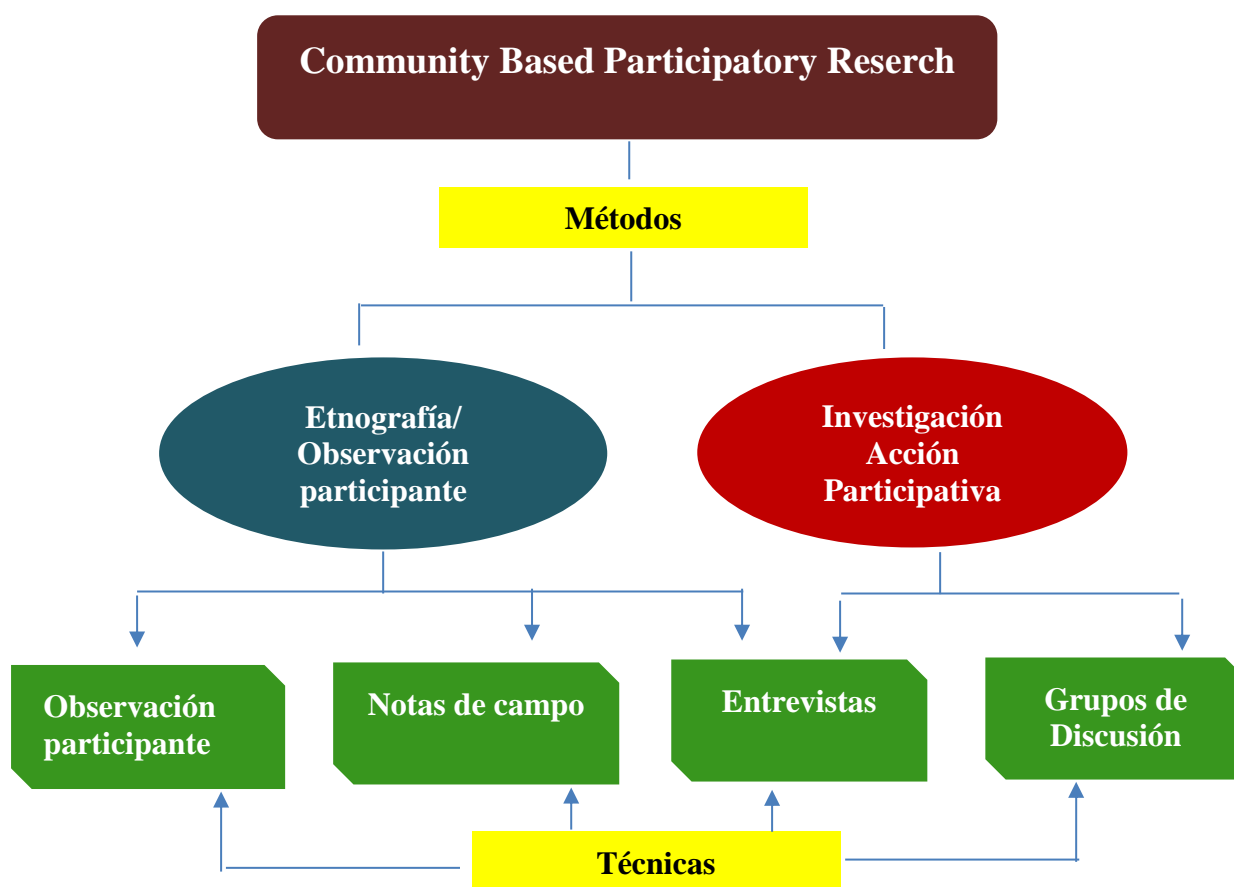 Community Based Participatory Reserch
Métodos
Etnografía/
Observación
participante
Investigación
Acción
Participativa
Observación
participante
Notas de campo
Entrevistas
Grupos de
Discusión
Técnicas